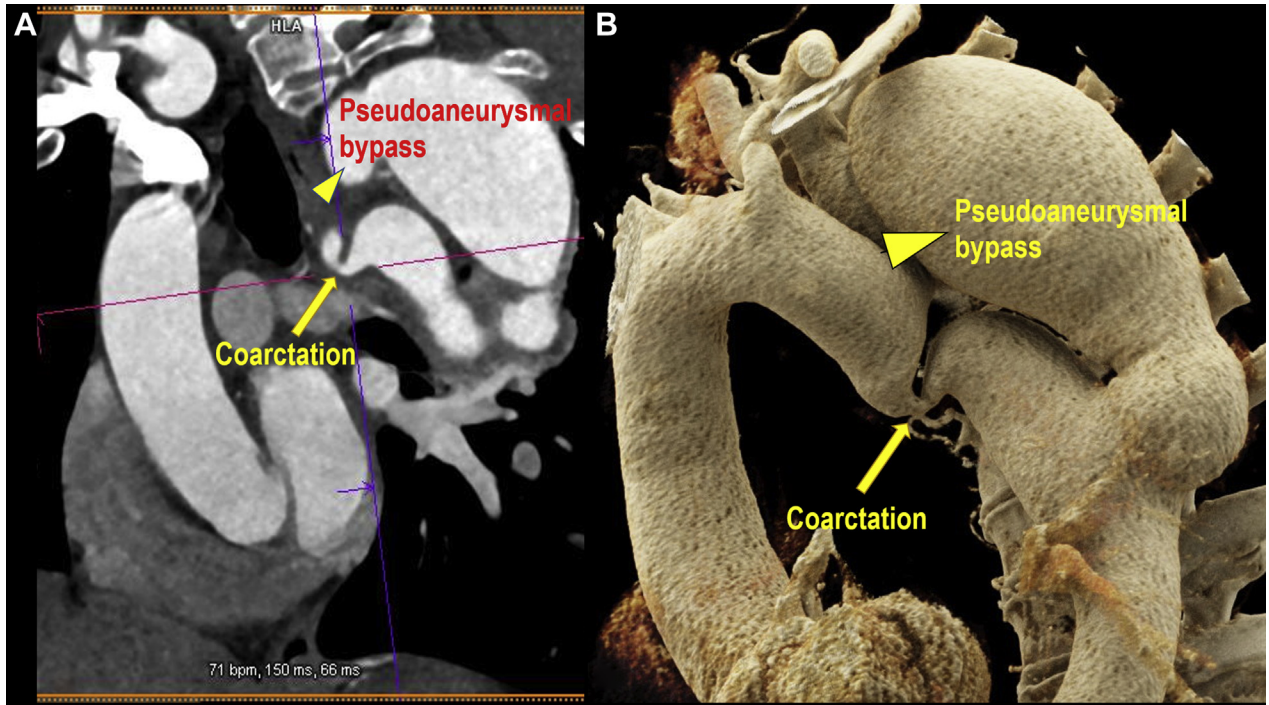 A
HLA
Pseudoaneurysmal
bypass
Coarctation
71 bpm, 150 ms, 66 ms
B
Pseudoaneurysmal
bypass
Coarctation